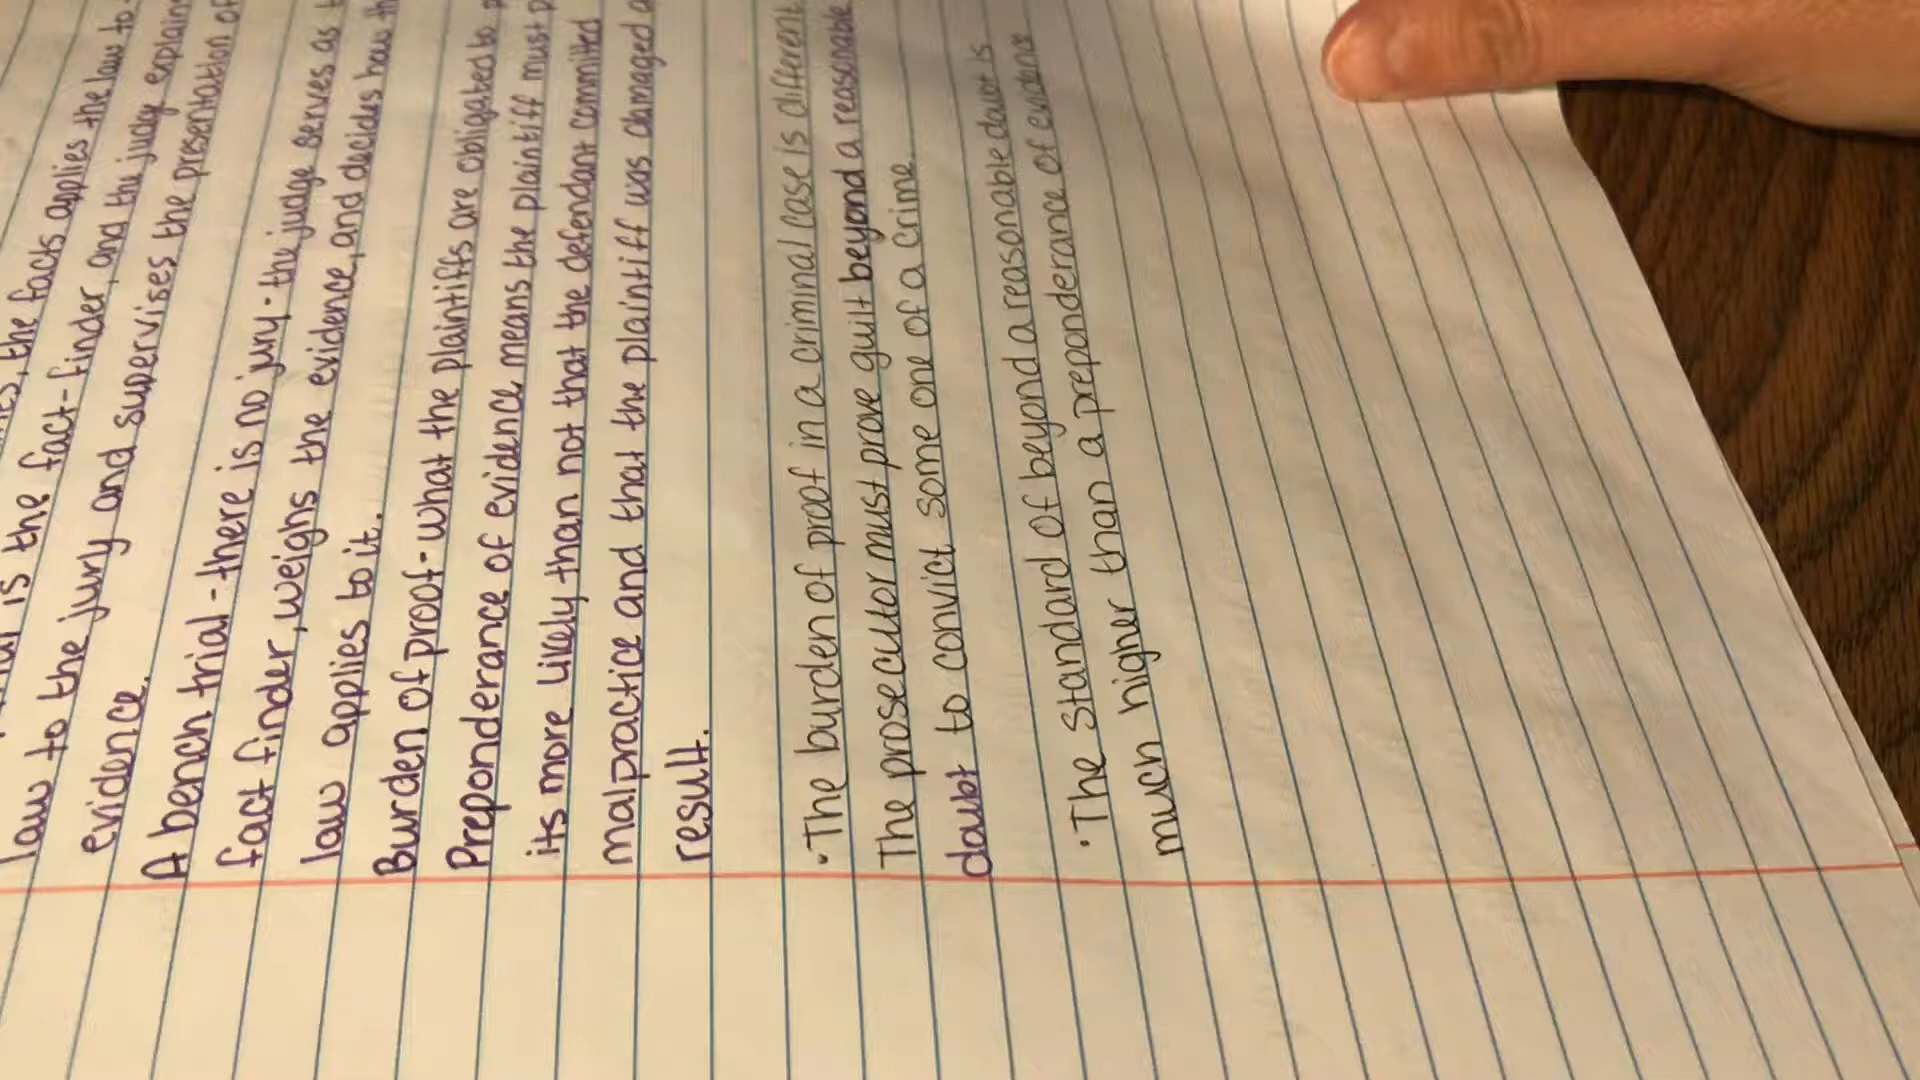 is the fact-finder, the facts applies the law to
law to the jury and the judge explain
evidence. and supervises the presentation of
A bench trial - there is no jury - the judge serves as
fact finder, weighs the evidence, and decides how
law applies to it.
Burden of proof - what the plaintiffs are obligated to
Preponderance of evidence means the plaintiff must
its more likely than not that the defendant committed
malpractice and that the plaintiff was damaged
result.
• The burden of proof in a criminal case is different
The prosecutor must prove guilt beyond a reasonable
doubt to convict some one of a crime.
• The standard of beyond a reasonable doubt is
much higher than a preponderance of evidence